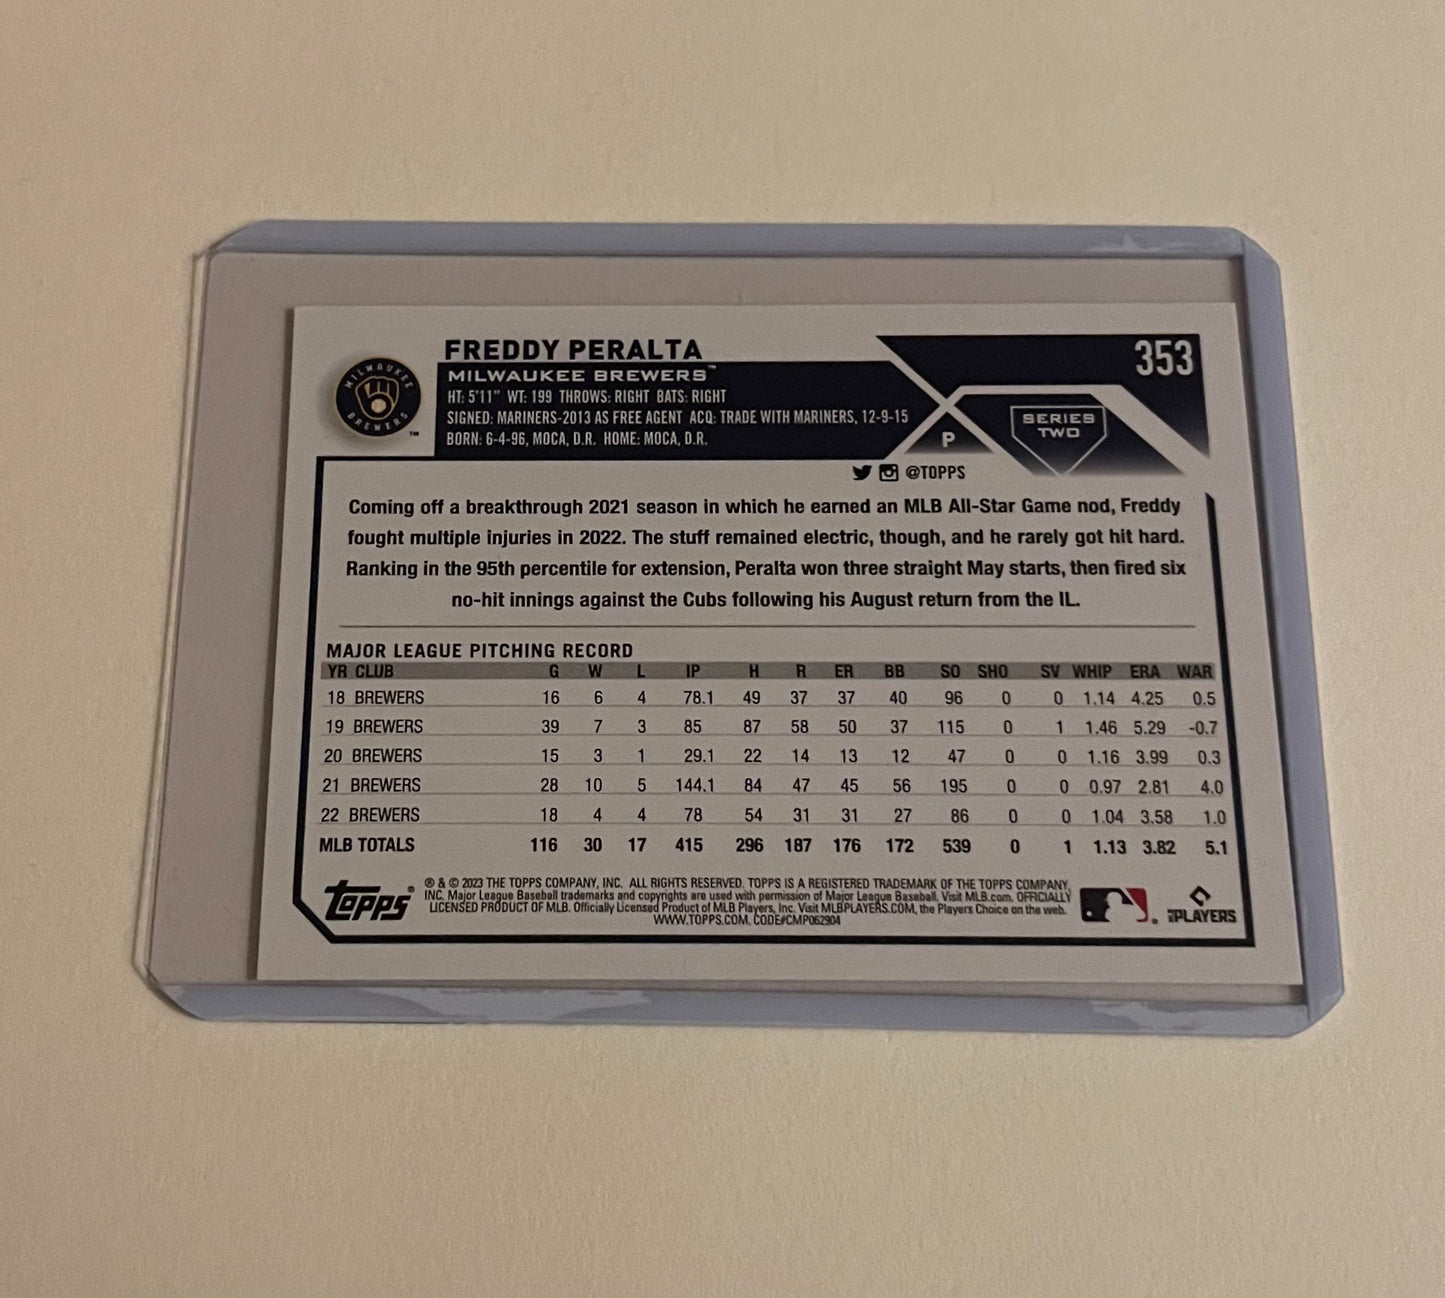 FREDDY PERALTA
353
MILWAUKEE BREWERS™
HT: 5'11" WT: 199 THROWS: RIGHT BATS: RIGHT
SIGNED: MARINERS-2013 AS FREE AGENT ACQ: TRADE WITH MARINERS, 12-9-15
BORN: 6-4-96, MOCA, D.R. HOME: MOCA, D.R.
MILWAUKEE BREWERS ™
P
SERIES
TWO
@TOPPS
Coming off a breakthrough 2021 season in which he earned an MLB All-Star Game nod, Freddy
fought multiple injuries in 2022. The stuff remained electric, though, and he rarely got hit hard.
Ranking in the 95th percentile for extension, Peralta won three straight May starts, then fired six
no-hit innings against the Cubs following his August return from the IL.
MAJOR LEAGUE PITCHING RECORD
YR CLUB G W L IP H R ER BB SO SHO SV WHIP ERA WAR
18 BREWERS 16 6 4 78.1 49 37 37 40 96 0 0 1.14 4.25 0.5
19 BREWERS 39 7 3 85 87 58 50 37 115 0 1 1.46 5.29 -0.7
20 BREWERS 15 3 1 29.1 22 14 13 12 47 0 0 1.16 3.99 0.3
21 BREWERS 28 10 5 144.1 84 47 45 56 195 0 0 0.97 2.81 4.0
22 BREWERS 18 4 4 78 54 31 31 27 86 0 0 1.04 3.58 1.0
MLB TOTALS 116 30 17 415 296 187 176 172 539 0 1 1.13 3.82 5.1
Topps®
® & © 2023 THE TOPPS COMPANY, INC. ALL RIGHTS RESERVED. TOPPS IS A REGISTERED TRADEMARK OF THE TOPPS COMPANY,
INC. Major League Baseball trademarks and copyrights are used with permission of Major League Baseball. Visit MLB.com. OFFICIALLY
LICENSED PRODUCT OF MLB. Officially Licensed Product of MLB Players, Inc. Visit MLBPLAYERS.COM, the Players Choice on the web.
WWW.TOPPS.COM. CODE#CMP062904
MLB PLAYERS